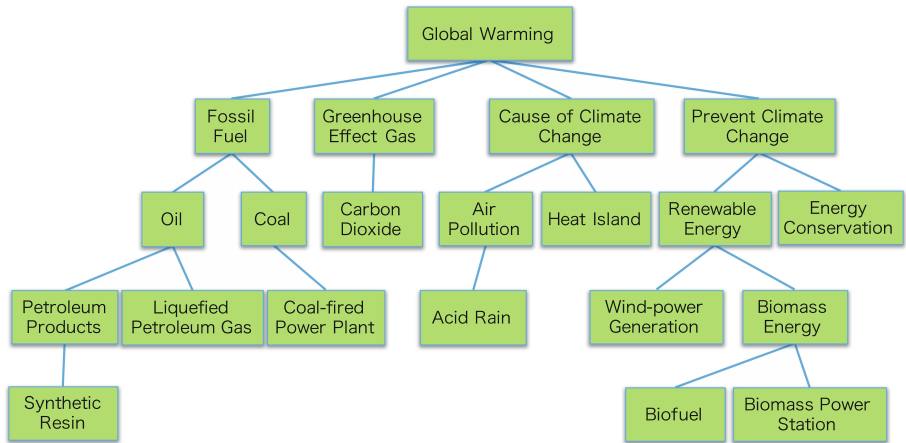 Global Warming
Fossil
Fuel
Greenhouse
Effect Gas
Cause of Climate
Change
Prevent Climate
Change
Oil
Coal
Carbon
Dioxide
Air
Pollution
Heat Island
Renewable
Energy
Energy
Conservation
Petroleum
Products
Liquefied
Petroleum Gas
Coal-fired
Power Plant
Acid Rain
Wind-power
Generation
Biomass
Energy
Synthetic
Resin
Biofuel
Biomass Power
Station